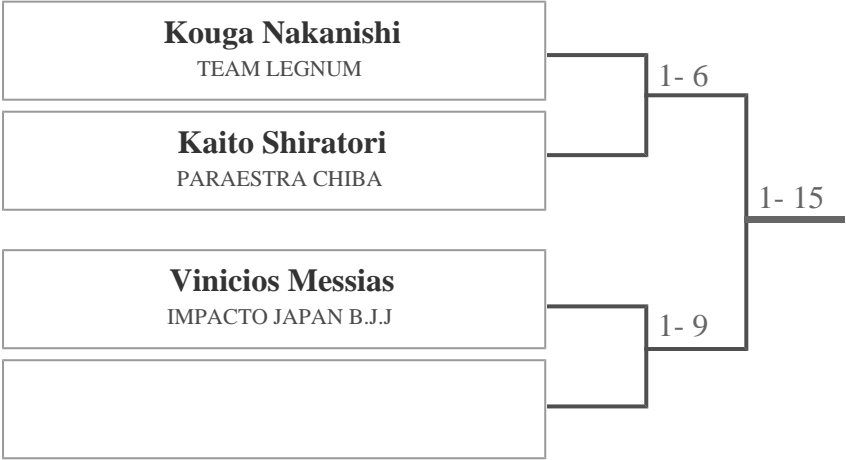 Kouga Nakanishi
TEAM LEGNUM
1- 6
Kaito Shiratori
PARAESTRA CHIBA
1- 15
Vinicios Messias
IMPACTO JAPAN B.J.J
1- 9